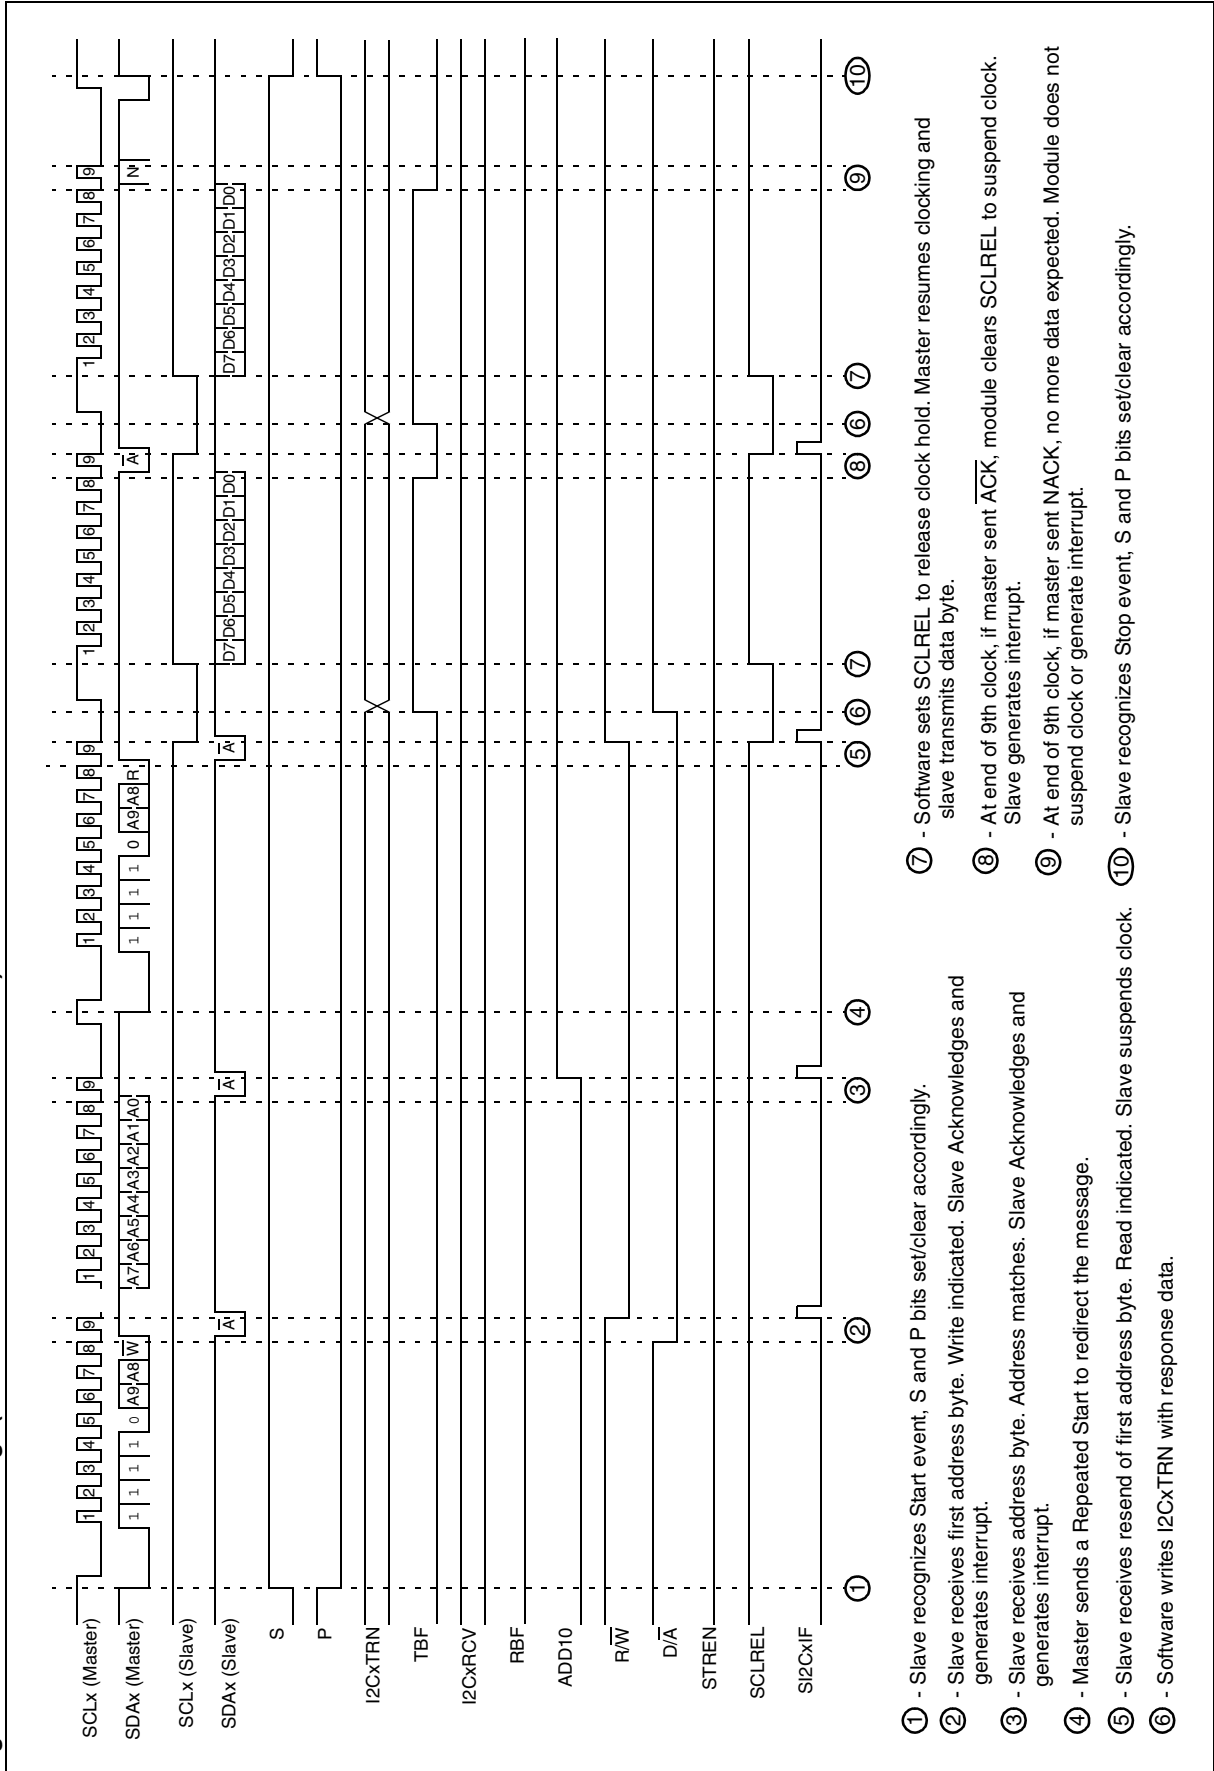 SCLx (Master)
1 2 3 4 5 6 7 8 9 1 2 3 4 5 6 7 8 9 1 2 3 4 5 6 7 8 9 1 2 3 4 5 6 7 8 9 1 2 3 4 5 6 7 8 9
SDAx (Master)
1 1 1 1 0 A9 A8 W̅ A7 A6 A5 A4 A3 A2 A1 A0 1 1 1 1 0 A9 A8 R A̅ N
SCLx (Slave)
SDAx (Slave)
A̅ A̅ A̅ D7 D6 D5 D4 D3 D2 D1 D0 D7 D6 D5 D4 D3 D2 D1 D0
S
P
I2CxTRN
TBF
I2CxRCV
RBF
ADD10
R/W̅
D/A̅
STREN
SCLREL
SI2CxIF
① ② ③ ④ ⑤ ⑥ ⑦ ⑧ ⑥ ⑦ ⑨ ⑩
① - Slave recognizes Start event, S and P bits set/clear accordingly.
② - Slave receives first address byte. Write indicated. Slave Acknowledges and
generates interrupt.
③ - Slave receives address byte. Address matches. Slave Acknowledges and
generates interrupt.
④ - Master sends a Repeated Start to redirect the message.
⑤ - Slave receives resend of first address byte. Read indicated. Slave suspends clock.
⑥ - Software writes I2CxTRN with response data.
⑦ - Software sets SCLREL to release clock hold. Master resumes clocking and
slave transmits data byte.
⑧ - At end of 9th clock, if master sent A̅C̅K̅, module clears SCLREL to suspend clock.
Slave generates interrupt.
⑨ - At end of 9th clock, if master sent NACK, no more data expected. Module does not
suspend clock or generate interrupt.
⑩ - Slave recognizes Stop event, S and P bits set/clear accordingly.